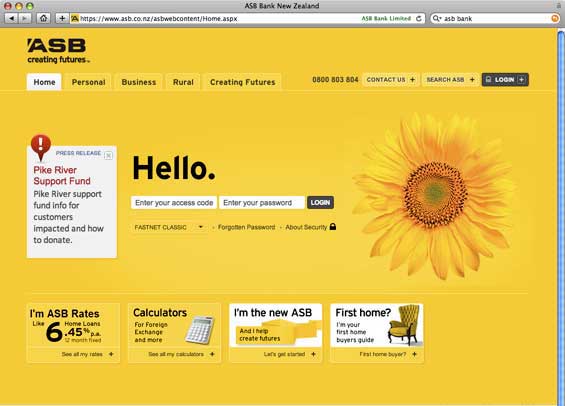 ASB Bank New Zealand
https://www.asb.co.nz/asbwebcontent/Home.aspx
ASB Bank Limited
asb bank
ASB
creating futures™
Home
Personal
Business
Rural
Creating Futures
0800 803 804
CONTACT US +
SEARCH ASB +
LOGIN +
PRESS RELEASE
Pike River
Support Fund
Pike River support
fund info for
customers
impacted and how
to donate.
Hello.
Enter your access code
Enter your password
LOGIN
FASTNET CLASSIC
• Forgotten Password
• About Security
I'm ASB Rates
Like
6.45% p.a.
Home Loans
12 month fixed
See all my rates +
Calculators
For Foreign
Exchange
and more
See all my calculators +
I'm the new ASB
And I help
create futures
Let's get started +
First home?
I'm your
first home
buyers guide
First home buyer? +